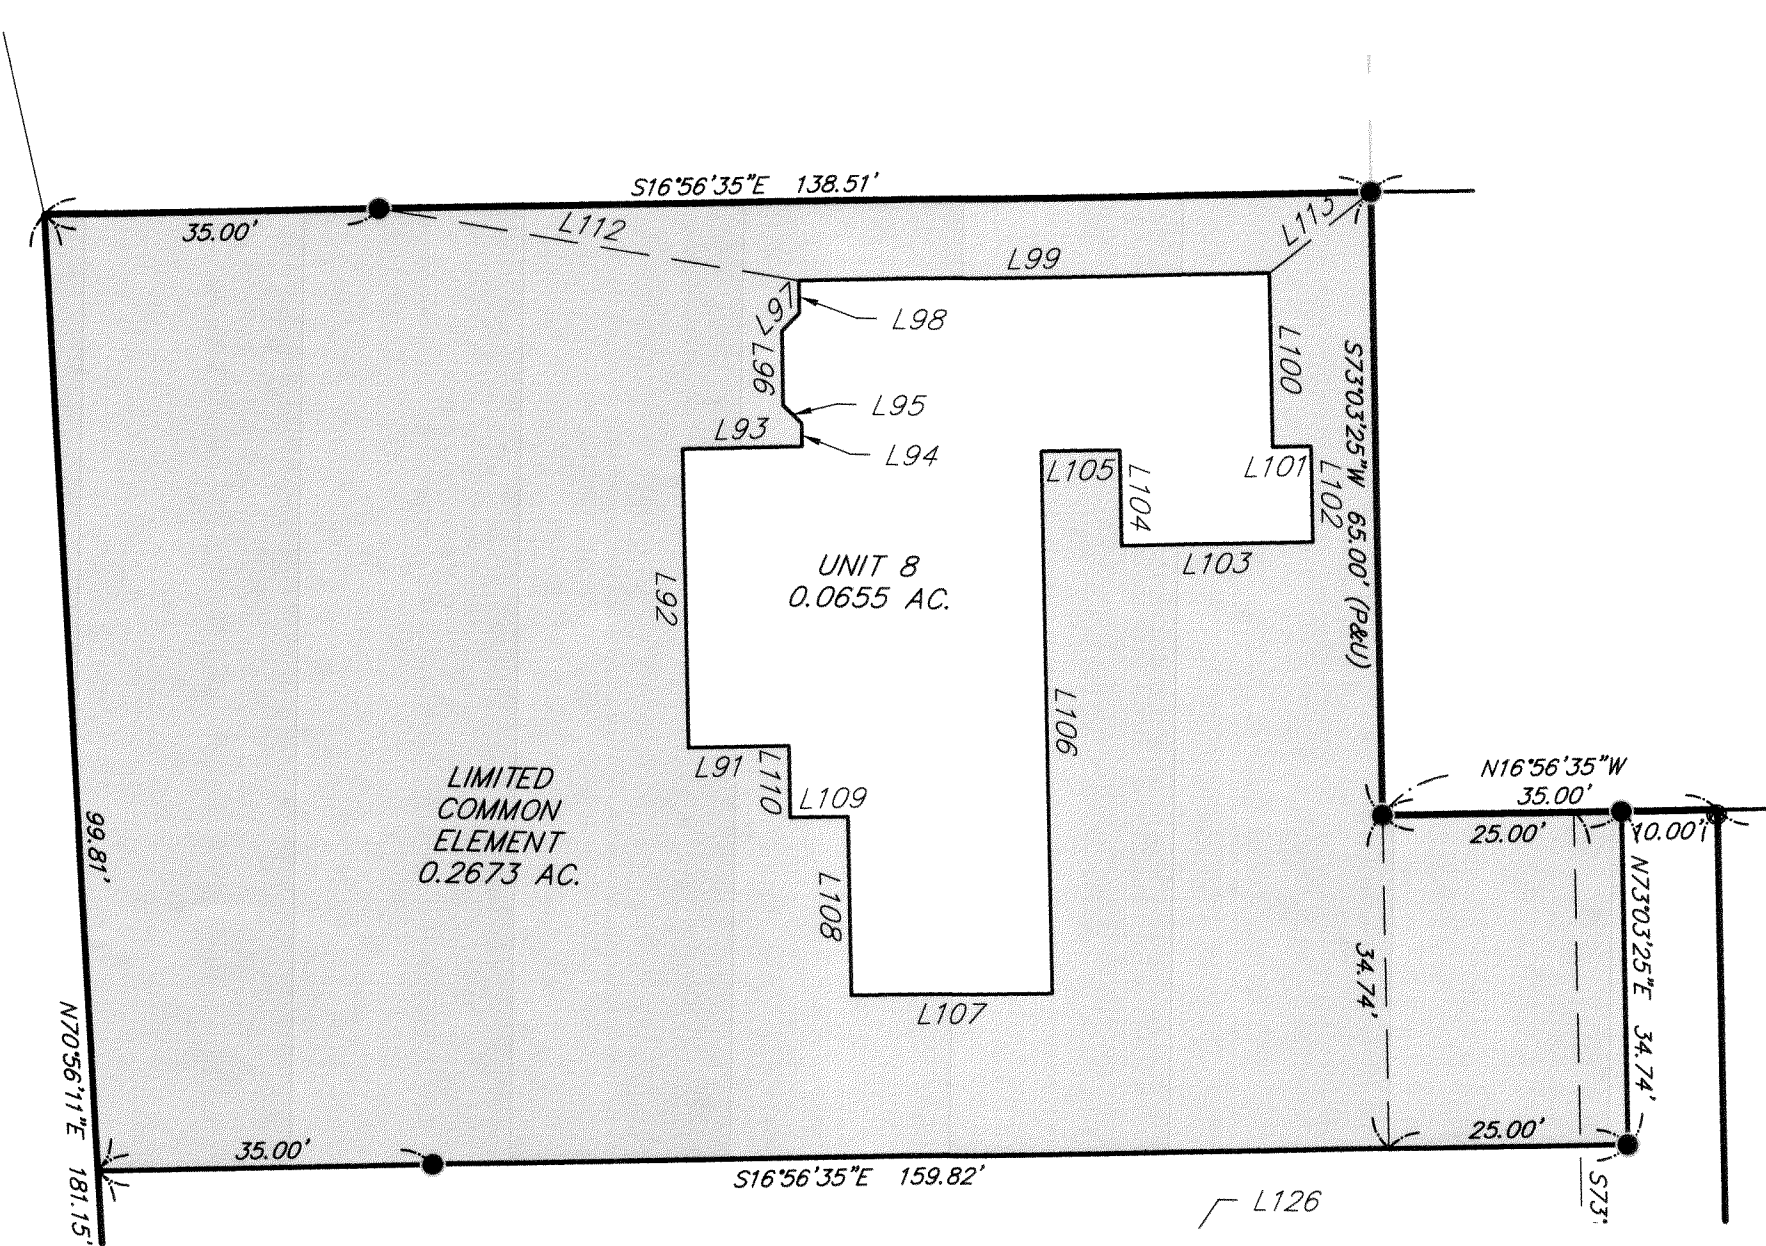 S16°56'35"E 138.51'
35.00'
L112
L113
L99
L97
L98
L100
L96
L95
L93
L94
S73°03'25"W 65.00' (P&U)
L105
L104
L101
L102
L103
UNIT 8
0.0655 AC.
L92
L106
L91
L110
L109
LIMITED
COMMON
ELEMENT
0.2673 AC.
L108
L107
N16°56'35"W
35.00'
25.00'
10.00'
N73°03'25"E 34.74'
34.74'
99.81'
N70°56'11"E 181.15'
35.00'
25.00'
S16°56'35"E 159.82'
L126
S73°